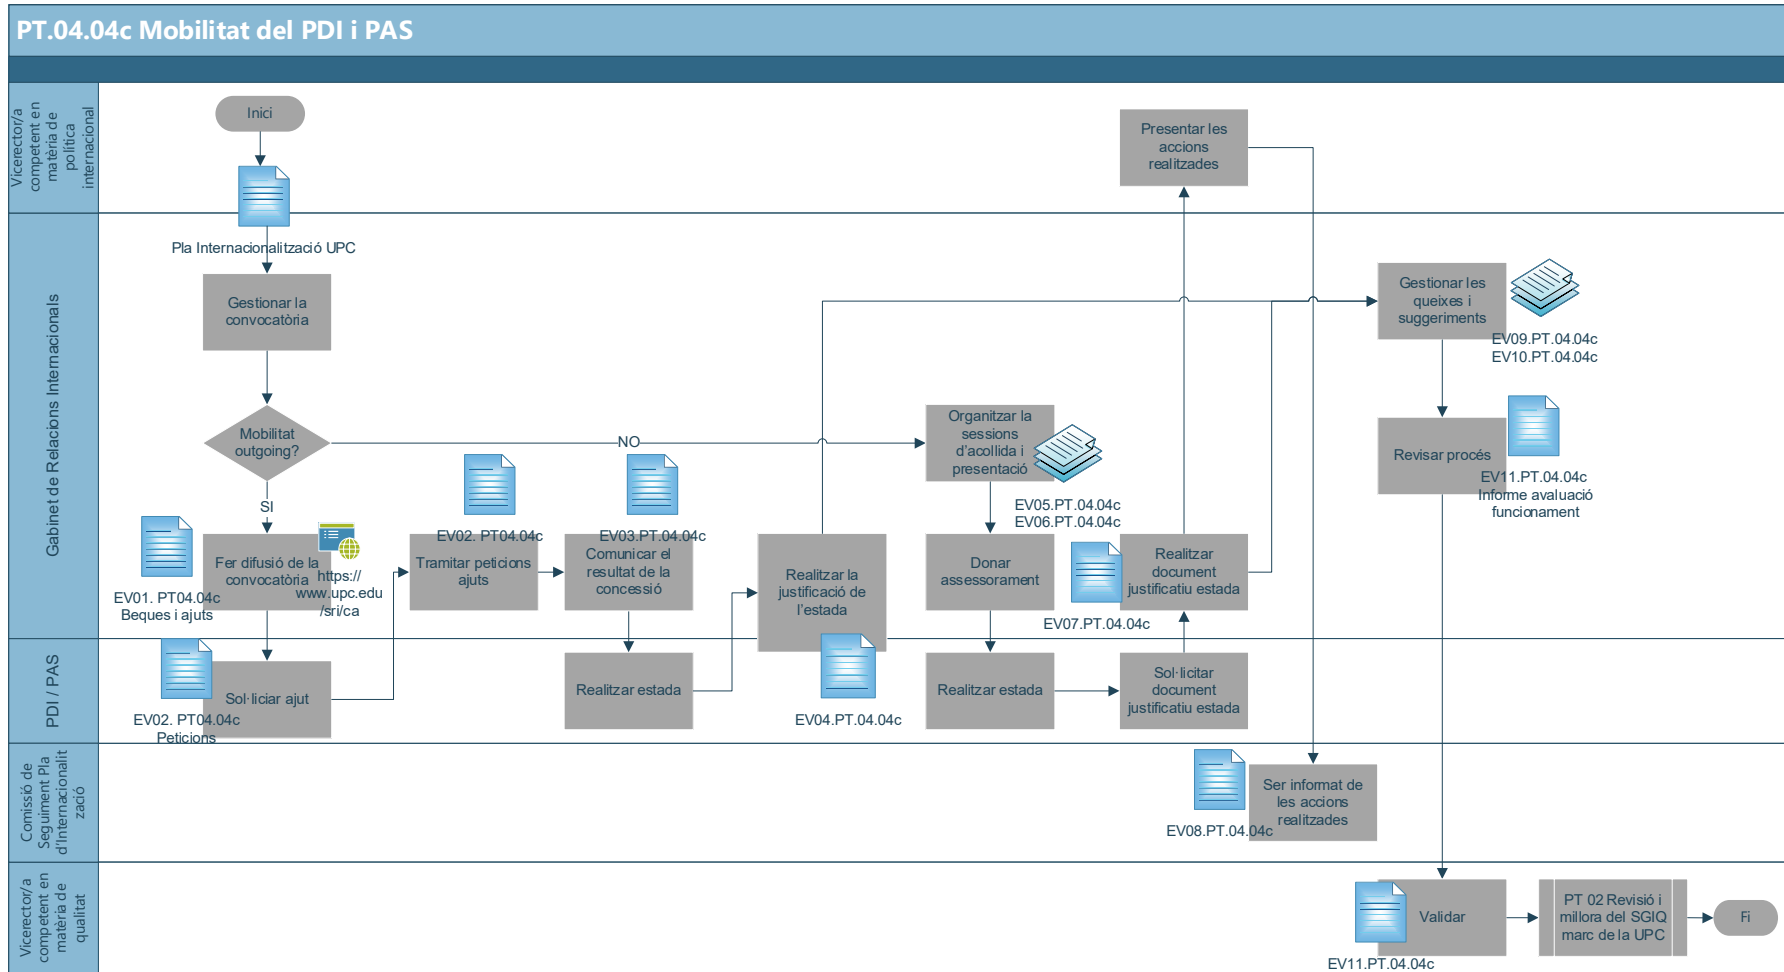 PT.04.04c Mobilitat del PDI i PAS
Vicerector/a
competent en
matèria de
política
internacional
Inici
Pla Internacionalització UPC
Presentar les
accions
realitzades
Gabinet de Relacions Internacionals
Gestionar la
convocatòria
Mobilitat
outgoing?
NO
SI
EV01. PT04.04c
Beques i ajuts
Fer difusió de la
convocatòria
https://
www.upc.edu
/sri/ca
EV02. PT04.04c
Tramitar peticions
ajuts
EV03.PT.04.04c
Comunicar el
resultat de la
concessió
Realitzar la
justificació de
l'estada
EV04.PT.04.04c
Organitzar la
sessions
d'acollida i
presentació
EV05.PT.04.04c
EV06.PT.04.04c
Donar
assessorament
Realitzar
document
justificatiu estada
EV07.PT.04.04c
Gestionar les
queixes i
suggeriments
EV09.PT.04.04c
EV10.PT.04.04c
Revisar procés
EV11.PT.04.04c
Informe avaluació
funcionament
PDI / PAS
Sol·liciar ajut
EV02. PT04.04c
Peticions
Realitzar estada
Realitzar estada
Sol·licitar
document
justificatiu estada
Comissió de
Seguiment Pla
d'Internacionalit
zació
EV08.PT.04.04c
Ser informat de
les accions
realitzades
Vicerector/a
competent en
matèria de
qualitat
Validar
EV11.PT.04.04c
PT 02 Revisió i
millora del SGIQ
marc de la UPC
Fi